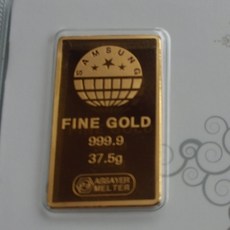 SAMSUNG
FINE GOLD
999.9
37.5g
ASSAYER
MELTER